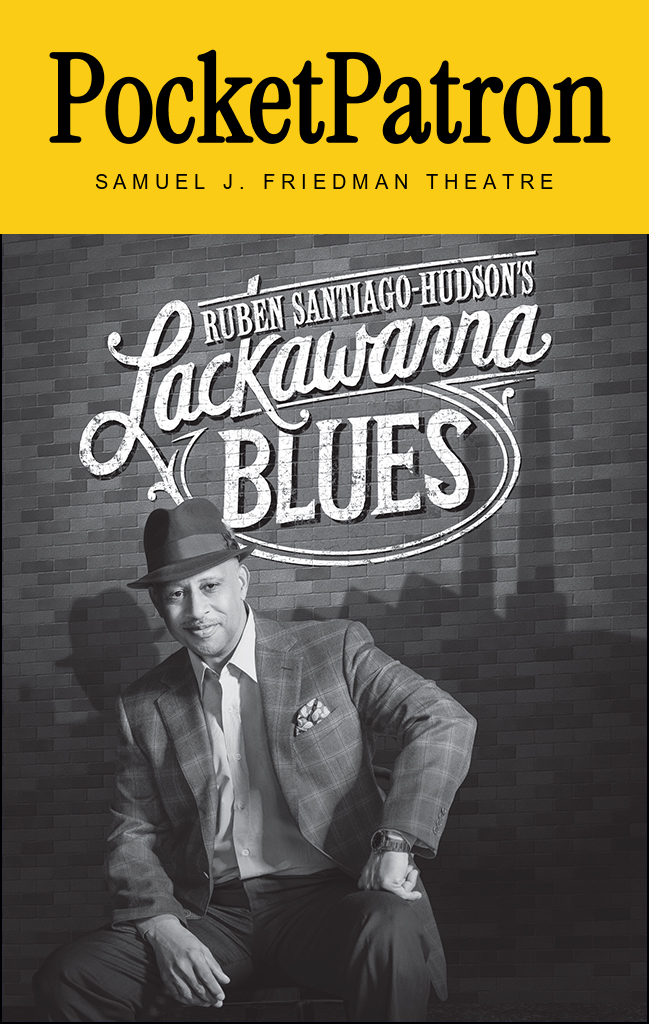 PocketPatron
SAMUEL J. FRIEDMAN THEATRE
RUBEN SANTIAGO-HUDSON'S
Lackawanna
BLUES